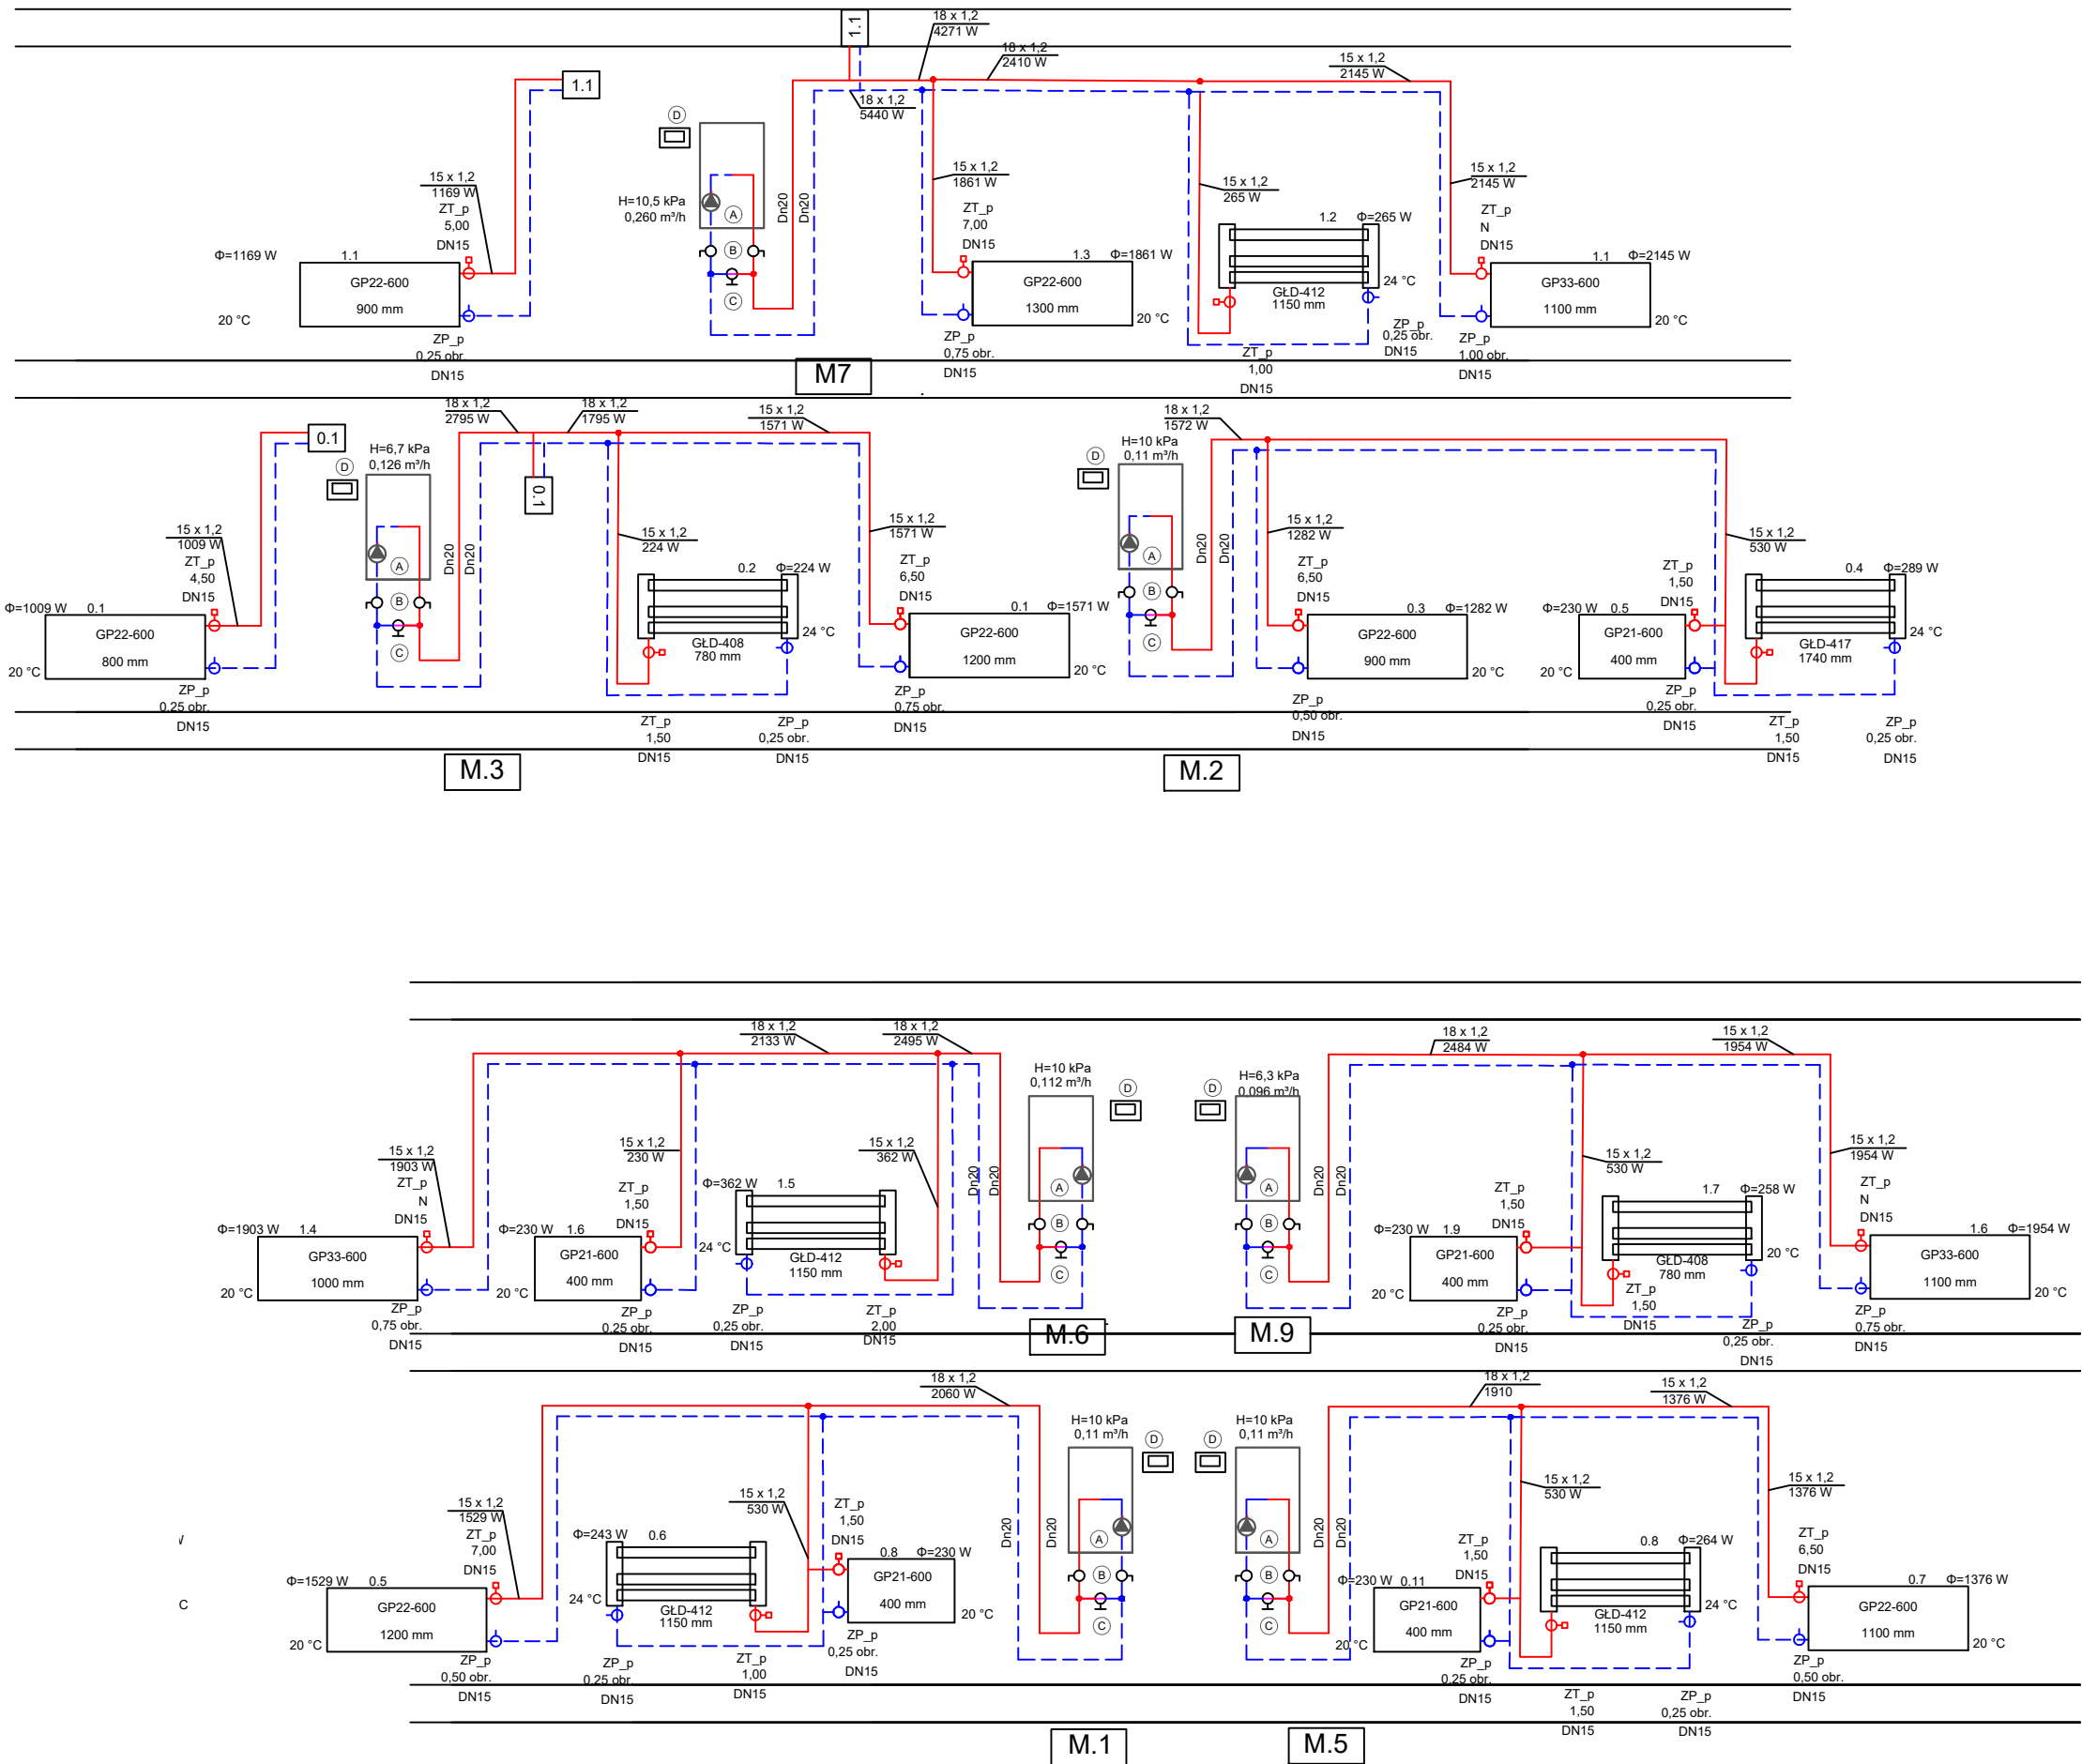 1.1
18 x 1,2
4271 W
18 x 1,2
2410 W
15 x 1,2
2145 W
1.1
18 x 1,2
5440 W
D
H=10,5 kPa
0,260 m³/h
A
B
C
Dn20
Dn20
15 x 1,2
1169 W
ZT_p
5,00
DN15
Φ=1169 W
1.1
GP22-600
900 mm
20 °C
ZP_p
0,25 obr.
DN15
15 x 1,2
1861 W
ZT_p
7,00
DN15
1.3
Φ=1861 W
GP22-600
1300 mm
20 °C
ZP_p
0,75 obr.
DN15
15 x 1,2
265 W
1.2
Φ=265 W
24 °C
GŁD-412
1150 mm
ZT_p
1,00
DN15
ZP_p
0,25 obr.
DN15
15 x 1,2
2145 W
ZT_p
N
DN15
1.1
Φ=2145 W
GP33-600
1100 mm
20 °C
ZP_p
1,00 obr.
DN15
M7
18 x 1,2
2795 W
18 x 1,2
1795 W
15 x 1,2
1571 W
0.1
0.1
H=6,7 kPa
0,126 m³/h
D
A
B
C
Dn20
Dn20
15 x 1,2
1009 W
ZT_p
4,50
DN15
Φ=1009 W
0.1
GP22-600
800 mm
20 °C
ZP_p
0,25 obr.
DN15
15 x 1,2
224 W
0.2
Φ=224 W
24 °C
GŁD-408
780 mm
ZT_p
1,50
DN15
ZP_p
0,25 obr.
DN15
15 x 1,2
1571 W
ZT_p
6,50
DN15
0.1
Φ=1571 W
GP22-600
1200 mm
20 °C
ZP_p
0,75 obr.
DN15
M.3
18 x 1,2
1572 W
H=10 kPa
0,11 m³/h
D
A
B
C
Dn20
Dn20
15 x 1,2
1282 W
ZT_p
6,50
DN15
0.3
Φ=1282 W
GP22-600
900 mm
20 °C
ZP_p
0,50 obr.
DN15
ZT_p
1,50
DN15
Φ=230 W
0.5
GP21-600
400 mm
20 °C
ZP_p
0,25 obr.
DN15
15 x 1,2
530 W
0.4
Φ=289 W
24 °C
GŁD-417
1740 mm
ZT_p
1,50
DN15
ZP_p
0,25 obr.
DN15
M.2
18 x 1,2
2133 W
18 x 1,2
2495 W
H=10 kPa
0,112 m³/h
D
A
B
C
Dn20
Dn20
15 x 1,2
1903 W
ZT_p
N
DN15
Φ=1903 W
1.4
GP33-600
1000 mm
20 °C
ZP_p
0,75 obr.
DN15
15 x 1,2
230 W
ZT_p
1,50
DN15
Φ=230 W
1.6
GP21-600
400 mm
20 °C
ZP_p
0,25 obr.
DN15
15 x 1,2
362 W
Φ=362 W
1.5
24 °C
GŁD-412
1150 mm
ZP_p
0,25 obr.
DN15
ZT_p
2,00
DN15
M.6
18 x 1,2
2484 W
15 x 1,2
1954 W
H=6,3 kPa
0,096 m³/h
D
A
B
C
Dn20
Dn20
ZT_p
1,50
DN15
Φ=230 W
1.9
GP21-600
400 mm
20 °C
ZP_p
0,25 obr.
DN15
15 x 1,2
530 W
1.7
Φ=258 W
20 °C
GŁD-408
780 mm
ZT_p
1,50
DN15
ZP_p
0,25 obr.
DN15
15 x 1,2
1954 W
ZT_p
N
DN15
1.6
Φ=1954 W
GP33-600
1100 mm
20 °C
ZP_p
0,75 obr.
DN15
M.9
18 x 1,2
2060 W
H=10 kPa
0,11 m³/h
D
A
B
C
Dn20
Dn20
15 x 1,2
1529 W
ZT_p
7,00
DN15
Φ=1529 W
0.5
GP22-600
1200 mm
20 °C
ZP_p
0,50 obr.
DN15
Φ=243 W
0.6
24 °C
GŁD-412
1150 mm
ZP_p
0,25 obr.
DN15
ZT_p
1,00
DN15
15 x 1,2
530 W
ZT_p
1,50
DN15
0.8
Φ=230 W
GP21-600
400 mm
20 °C
ZP_p
0,25 obr.
DN15
C
M.1
18 x 1,2
1910
15 x 1,2
1376 W
H=10 kPa
0,11 m³/h
D
A
B
C
Dn20
Dn20
ZT_p
1,50
DN15
Φ=230 W
0.11
GP21-600
400 mm
20 °C
ZP_p
0,25 obr.
DN15
15 x 1,2
530 W
0.8
Φ=264 W
24 °C
GŁD-412
1150 mm
ZT_p
1,50
DN15
ZP_p
0,25 obr.
DN15
15 x 1,2
1376 W
ZT_p
6,50
DN15
0.7
Φ=1376 W
GP22-600
1100 mm
20 °C
ZP_p
0,50 obr.
DN15
M.5